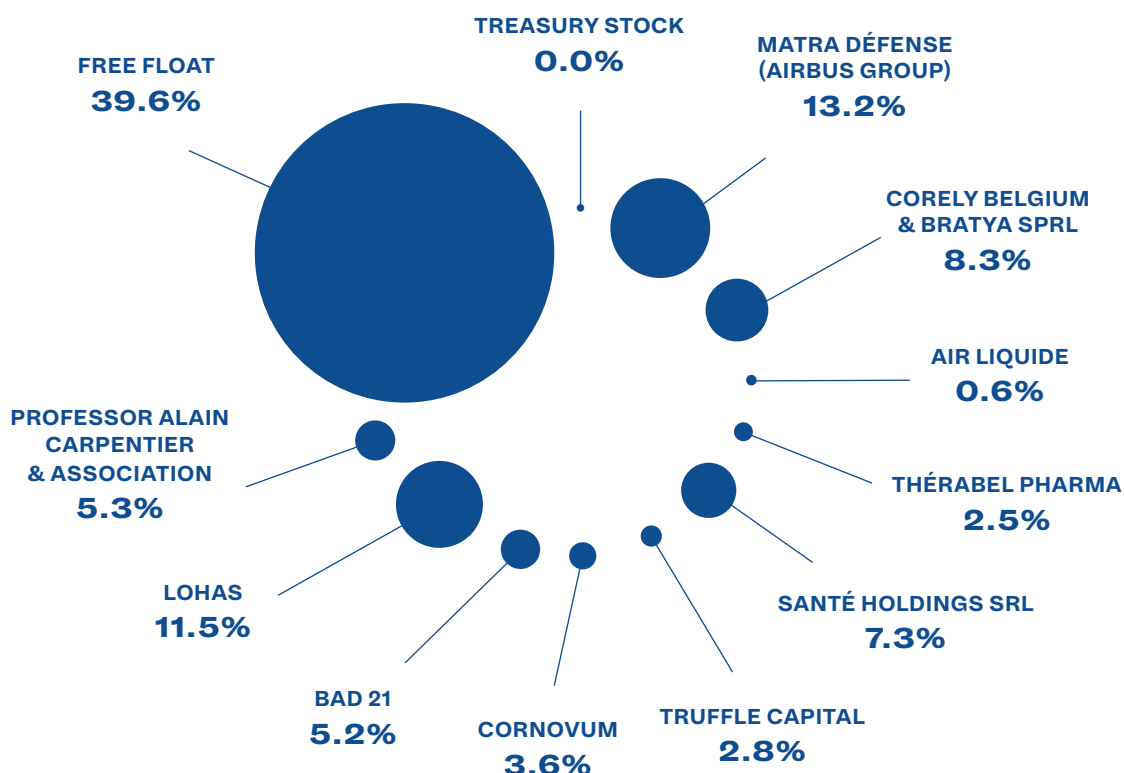 TREASURY STOCK
0.0%
MATRA DÉFENSE
(AIRBUS GROUP)
13.2%
CORELY BELGIUM
& BRATYA SPRL
8.3%
AIR LIQUIDE
0.6%
THÉRABEL PHARMA
2.5%
SANTÉ HOLDINGS SRL
7.3%
TRUFFLE CAPITAL
2.8%
CORNOVUM
3.6%
BAD 21
5.2%
LOHAS
11.5%
PROFESSOR ALAIN
CARPENTIER
& ASSOCIATION
5.3%
FREE FLOAT
39.6%